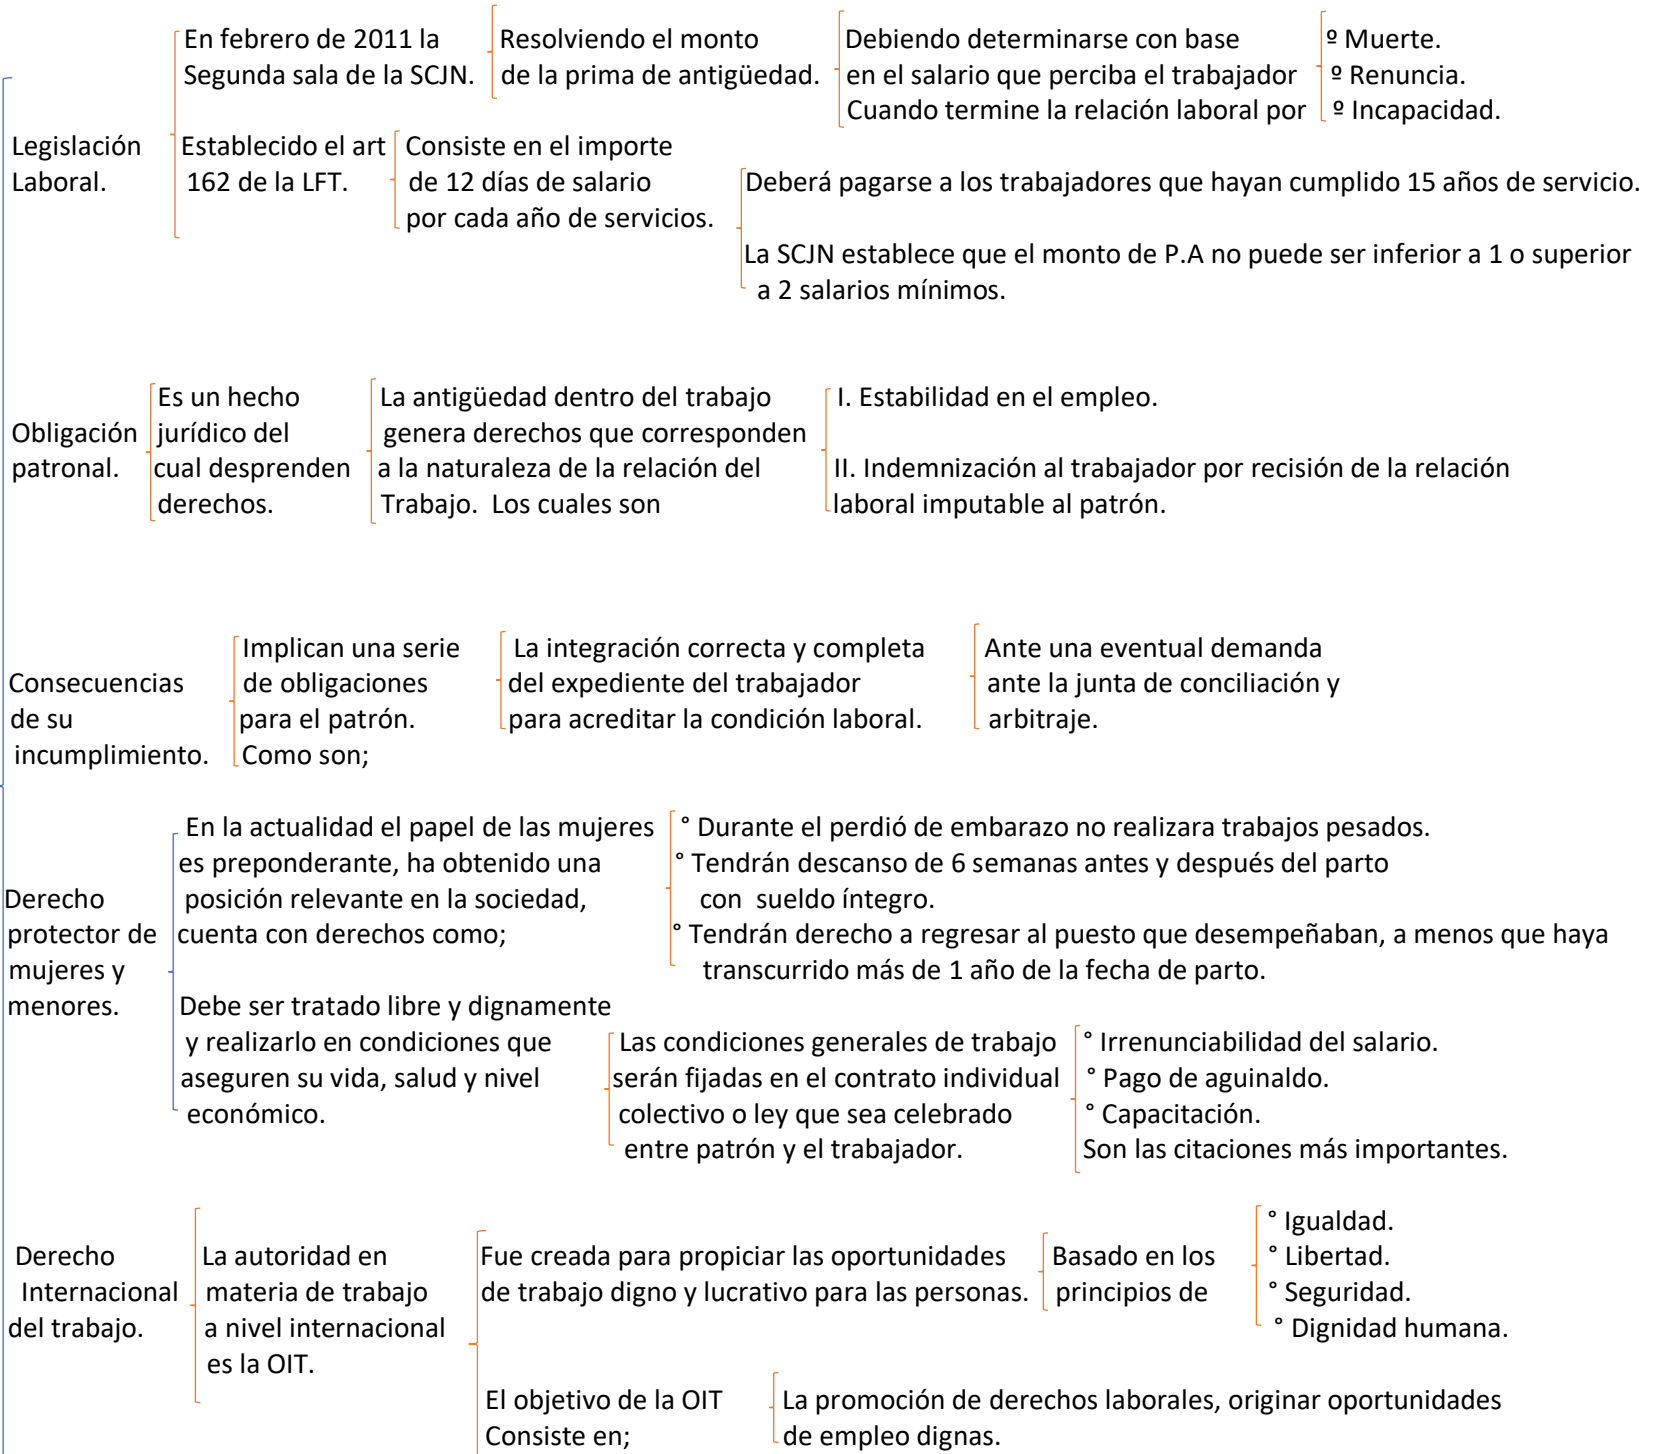 Legislación
Laboral.
En febrero de 2011 la
Segunda sala de la SCJN.
Resolviendo el monto
de la prima de antigüedad.
Debiendo determinarse con base
en el salario que perciba el trabajador
Cuando termine la relación laboral por
º Muerte.
º Renuncia.
º Incapacidad.
Establecido el art
162 de la LFT.
Consiste en el importe
de 12 días de salario
por cada año de servicios.
Deberá pagarse a los trabajadores que hayan cumplido 15 años de servicio.
La SCJN establece que el monto de P.A no puede ser inferior a 1 o superior
a 2 salarios mínimos.
Obligación
patronal.
Es un hecho
jurídico del
cual desprenden
derechos.
La antigüedad dentro del trabajo
genera derechos que corresponden
a la naturaleza de la relación del
Trabajo. Los cuales son
I. Estabilidad en el empleo.
II. Indemnización al trabajador por recisión de la relación
laboral imputable al patrón.
Consecuencias
de su
incumplimiento.
Implican una serie
de obligaciones
para el patrón.
Como son;
La integración correcta y completa
del expediente del trabajador
para acreditar la condición laboral.
Ante una eventual demanda
ante la junta de conciliación y
arbitraje.
Derecho
protector de
mujeres y
menores.
En la actualidad el papel de las mujeres
es preponderante, ha obtenido una
posición relevante en la sociedad,
cuenta con derechos como;
° Durante el perdió de embarazo no realizara trabajos pesados.
° Tendrán descanso de 6 semanas antes y después del parto
con sueldo íntegro.
° Tendrán derecho a regresar al puesto que desempeñaban, a menos que haya
transcurrido más de 1 año de la fecha de parto.
Debe ser tratado libre y dignamente
y realizarlo en condiciones que
aseguren su vida, salud y nivel
económico.
Las condiciones generales de trabajo
serán fijadas en el contrato individual
colectivo o ley que sea celebrado
entre patrón y el trabajador.
° Irrenunciabilidad del salario.
° Pago de aguinaldo.
° Capacitación.
Son las citaciones más importantes.
Derecho
Internacional
del trabajo.
La autoridad en
materia de trabajo
a nivel internacional
es la OIT.
Fue creada para propiciar las oportunidades
de trabajo digno y lucrativo para las personas.
Basado en los
principios de
° Igualdad.
° Libertad.
° Seguridad.
° Dignidad humana.
El objetivo de la OIT
Consiste en;
La promoción de derechos laborales, originar oportunidades
de empleo dignas.